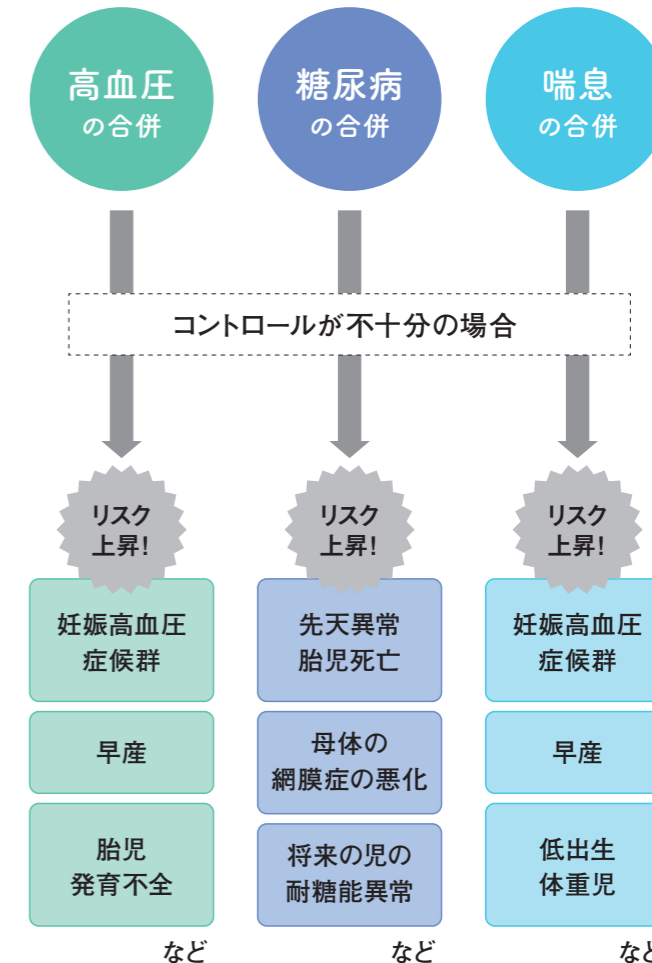 高血圧
の合併
糖尿病
の合併
喘息
の合併
コントロールが不十分の場合
リスク
上昇!
リスク
上昇!
リスク
上昇!
妊娠高血圧
症候群
早産
胎児
発育不全
など
先天異常
胎児死亡
母体の
網膜症の悪化
将来の児の
耐糖能異常
など
妊娠高血圧
症候群
早産
低出生
体重児
など